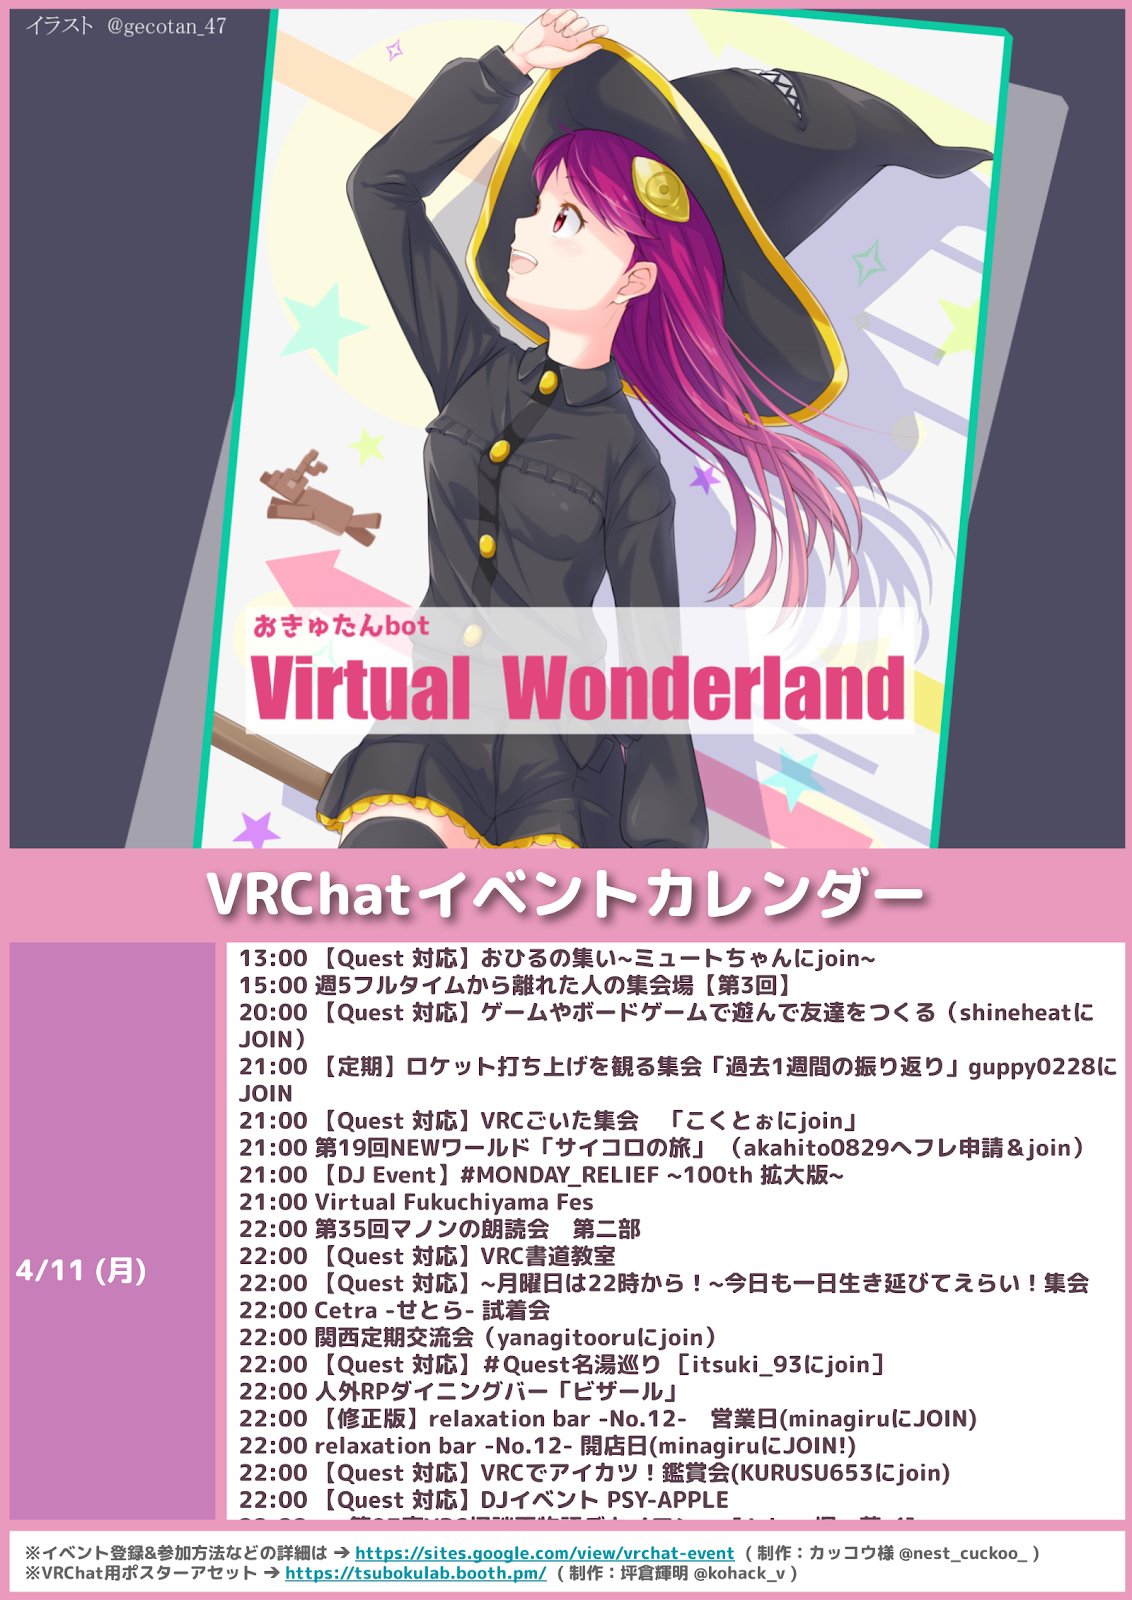 イラスト @gecotan_47
おきゅたんbot
Virtual Wonderland
VRChatイベントカレンダー
4/11 (月)
13:00 【Quest 対応】おひるの集い~ミュートちゃんにjoin~
15:00 週5フルタイムから離れた人の集会場【第3回】
20:00 【Quest 対応】ゲームやボードゲームで遊んで友達をつくる（shineheatに
JOIN）
21:00 【定期】ロケット打ち上げを観る集会「過去1週間の振り返り」guppy0228に
JOIN
21:00 【Quest 対応】VRCごいた集会　「こくとぉにjoin」
21:00 第19回NEWワールド「サイコロの旅」（akahito0829へフレ申請＆join）
21:00 【DJ Event】#MONDAY_RELIEF ~100th 拡大版~
21:00 Virtual Fukuchiyama Fes
22:00 第35回マノンの朗読会　第二部
22:00 【Quest 対応】VRC書道教室
22:00 【Quest 対応】~月曜日は22時から！~今日も一日生き延びてえらい！集会
22:00 Cetra -せとら- 試着会
22:00 関西定期交流会（yanagitooruにjoin）
22:00 【Quest 対応】＃Quest名湯巡り ［itsuki_93にjoin］
22:00 人外RPダイニングバー「ビザール」
22:00 【修正版】relaxation bar -No.12-　営業日(minagiruにJOIN)
22:00 relaxation bar -No.12- 開店日(minagiruにJOIN!)
22:00 【Quest 対応】VRCでアイカツ！鑑賞会(KURUSU653にjoin)
22:00 【Quest 対応】DJイベント PSY-APPLE
※イベント登録&参加方法などの詳細は → https://sites.google.com/view/vrchat-event （ 制作：カッコウ様 @nest_cuckoo_ ）
※VRChat用ポスターアセット → https://tsubokulab.booth.pm/ （ 制作：坪倉輝明 @kohack_v ）